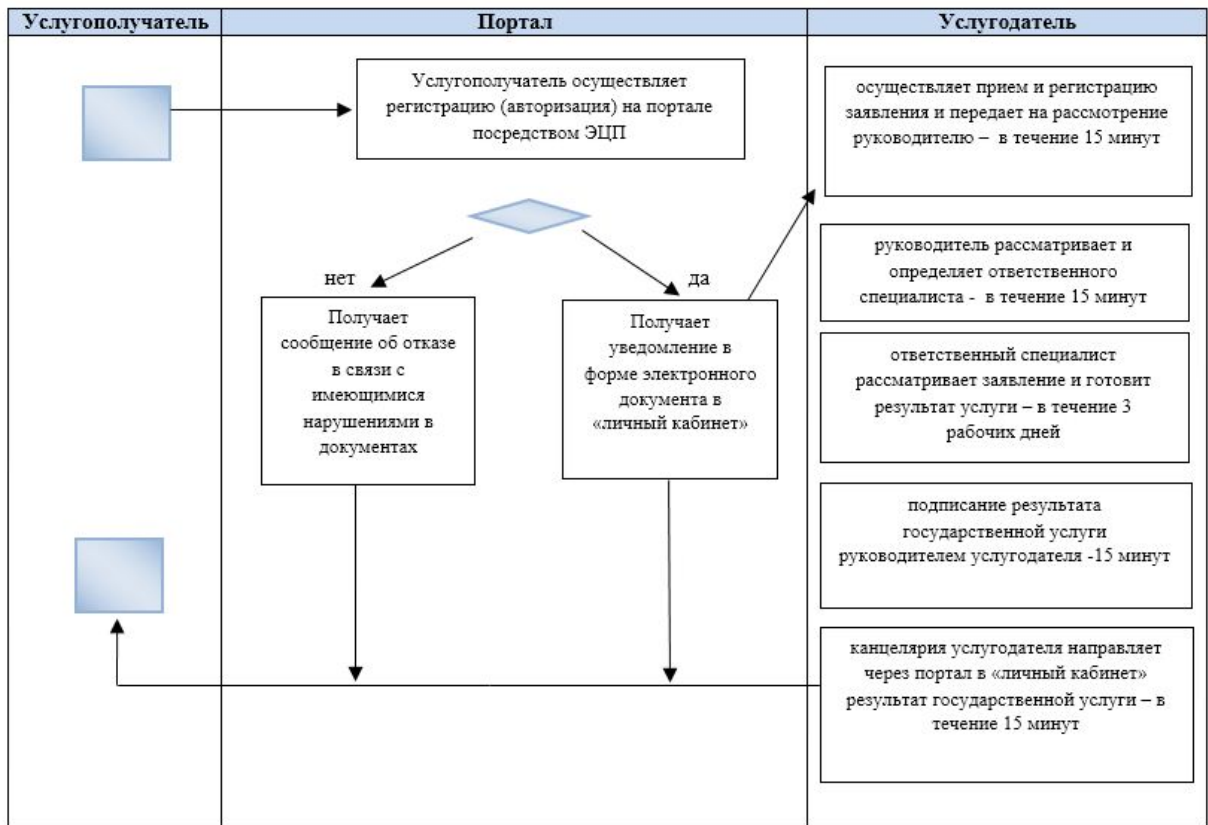 Услугополучатель
Портал
Услугодатель
Услугополучатель осуществляет
регистрацию (авторизация) на портале
посредством ЭЦП
нет
да
Получает
сообщение об отказе
в связи с
имеющимися
нарушениями в
документах
Получает
уведомление в
форме электронного
документа в
«личный кабинет»
осуществляет прием и регистрацию
заявления и передает на рассмотрение
руководителю – в течение 15 минут
руководитель рассматривает и
определяет ответственного
специалиста - в течение 15 минут
ответственный специалист
рассматривает заявление и готовит
результат услуги – в течение 3
рабочих дней
подписание результата
государственной услуги
руководителем услугодателя -15 минут
канцелярия услугодателя направляет
через портал в «личный кабинет»
результат государственной услуги – в
течение 15 минут